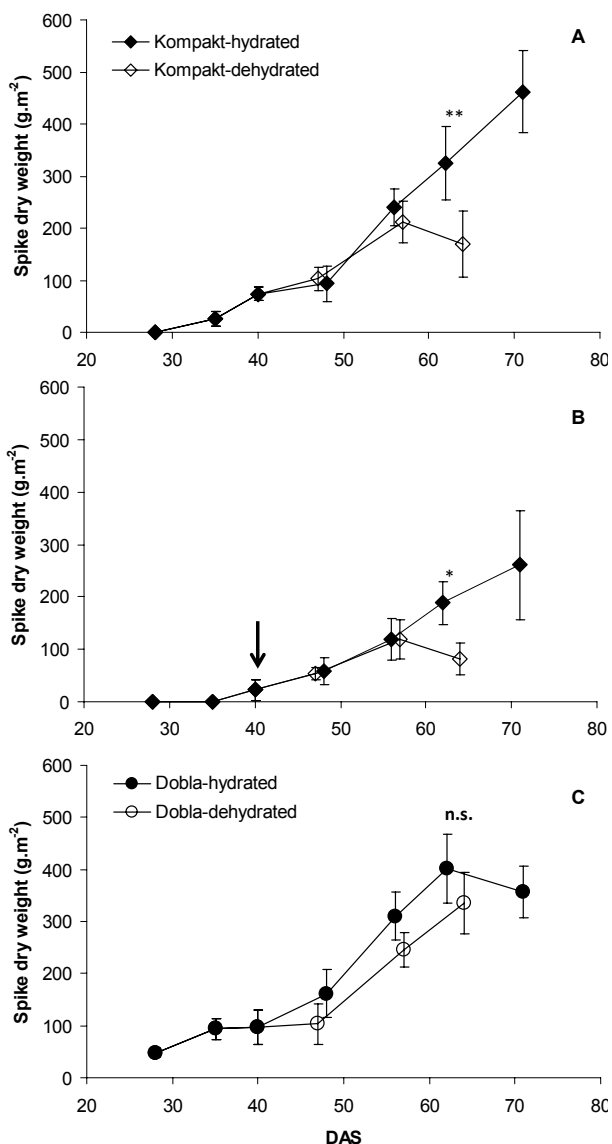 600
Kompakt-hydrated
A
Kompakt-dehydrated
500
**
400
300
200
100
0
20 30 40 50 60 70 80
Spike dry weight (g.m⁻²)
600
B
500
400
300
*
200
100
0
20 30 40 50 60 70 80
Spike dry weight (g.m⁻²)
Dobla-hydrated
Dobla-dehydrated
C
600
n.s.
500
400
300
200
100
0
20 30 40 50 60 70 80
Spike dry weight (g.m⁻²)
DAS